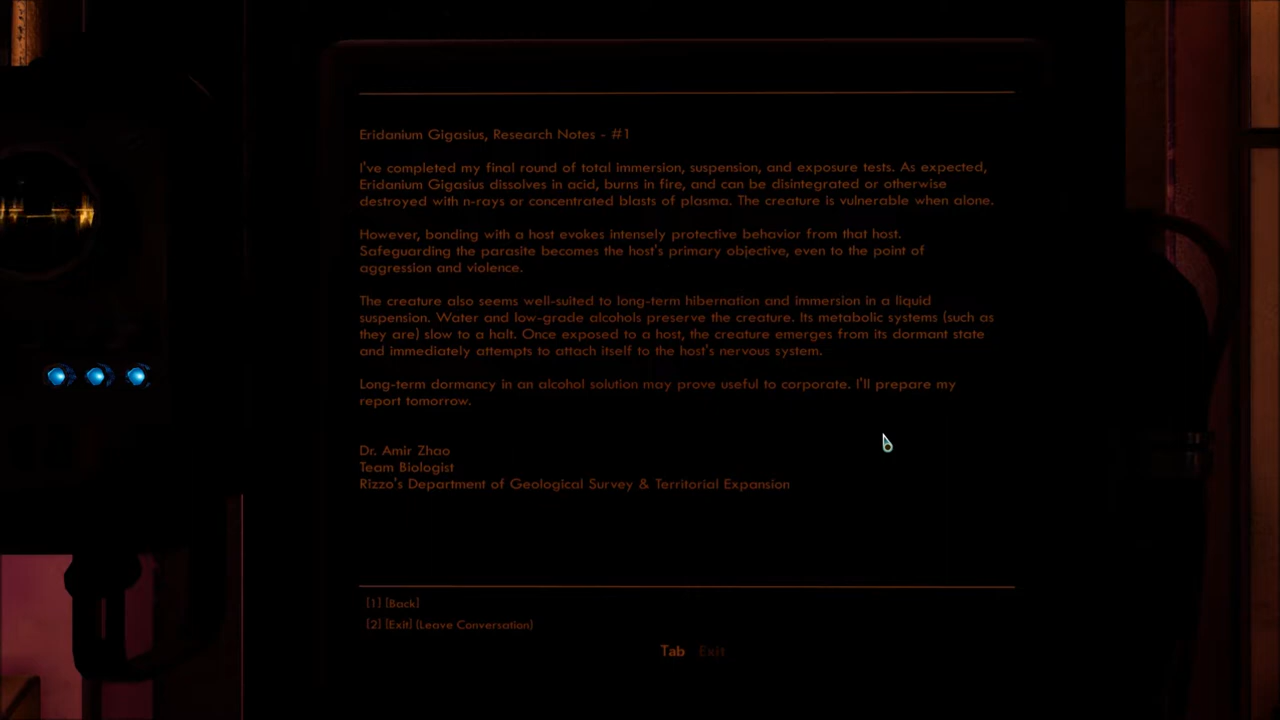 Eridanium Gigasius, Research Notes - #1
I've completed my final round of total immersion, suspension, and exposure tests. As expected,
Eridanium Gigasius dissolves in acid, burns in fire, and can be disintegrated or otherwise
destroyed with n-rays or concentrated blasts of plasma. The creature is vulnerable when alone.
However, bonding with a host evokes intensely protective behavior from that host.
Safeguarding the parasite becomes the host's primary objective, even to the point of
aggression and violence.
The creature also seems well-suited to long-term hibernation and immersion in a liquid
suspension. Water and low-grade alcohols preserve the creature. Its metabolic systems (such as
they are) slow to a halt. Once exposed to a host, the creature emerges from its dormant state
and immediately attempts to attach itself to the host's nervous system.
Long-term dormancy in an alcohol solution may prove useful to corporate. I'll prepare my
report tomorrow.
Dr. Amir Zhao
Team Biologist
Rizzo's Department of Geological Survey & Territorial Expansion
[1] [Back]
[2] [Exit] (Leave Conversation)
Tab Exit